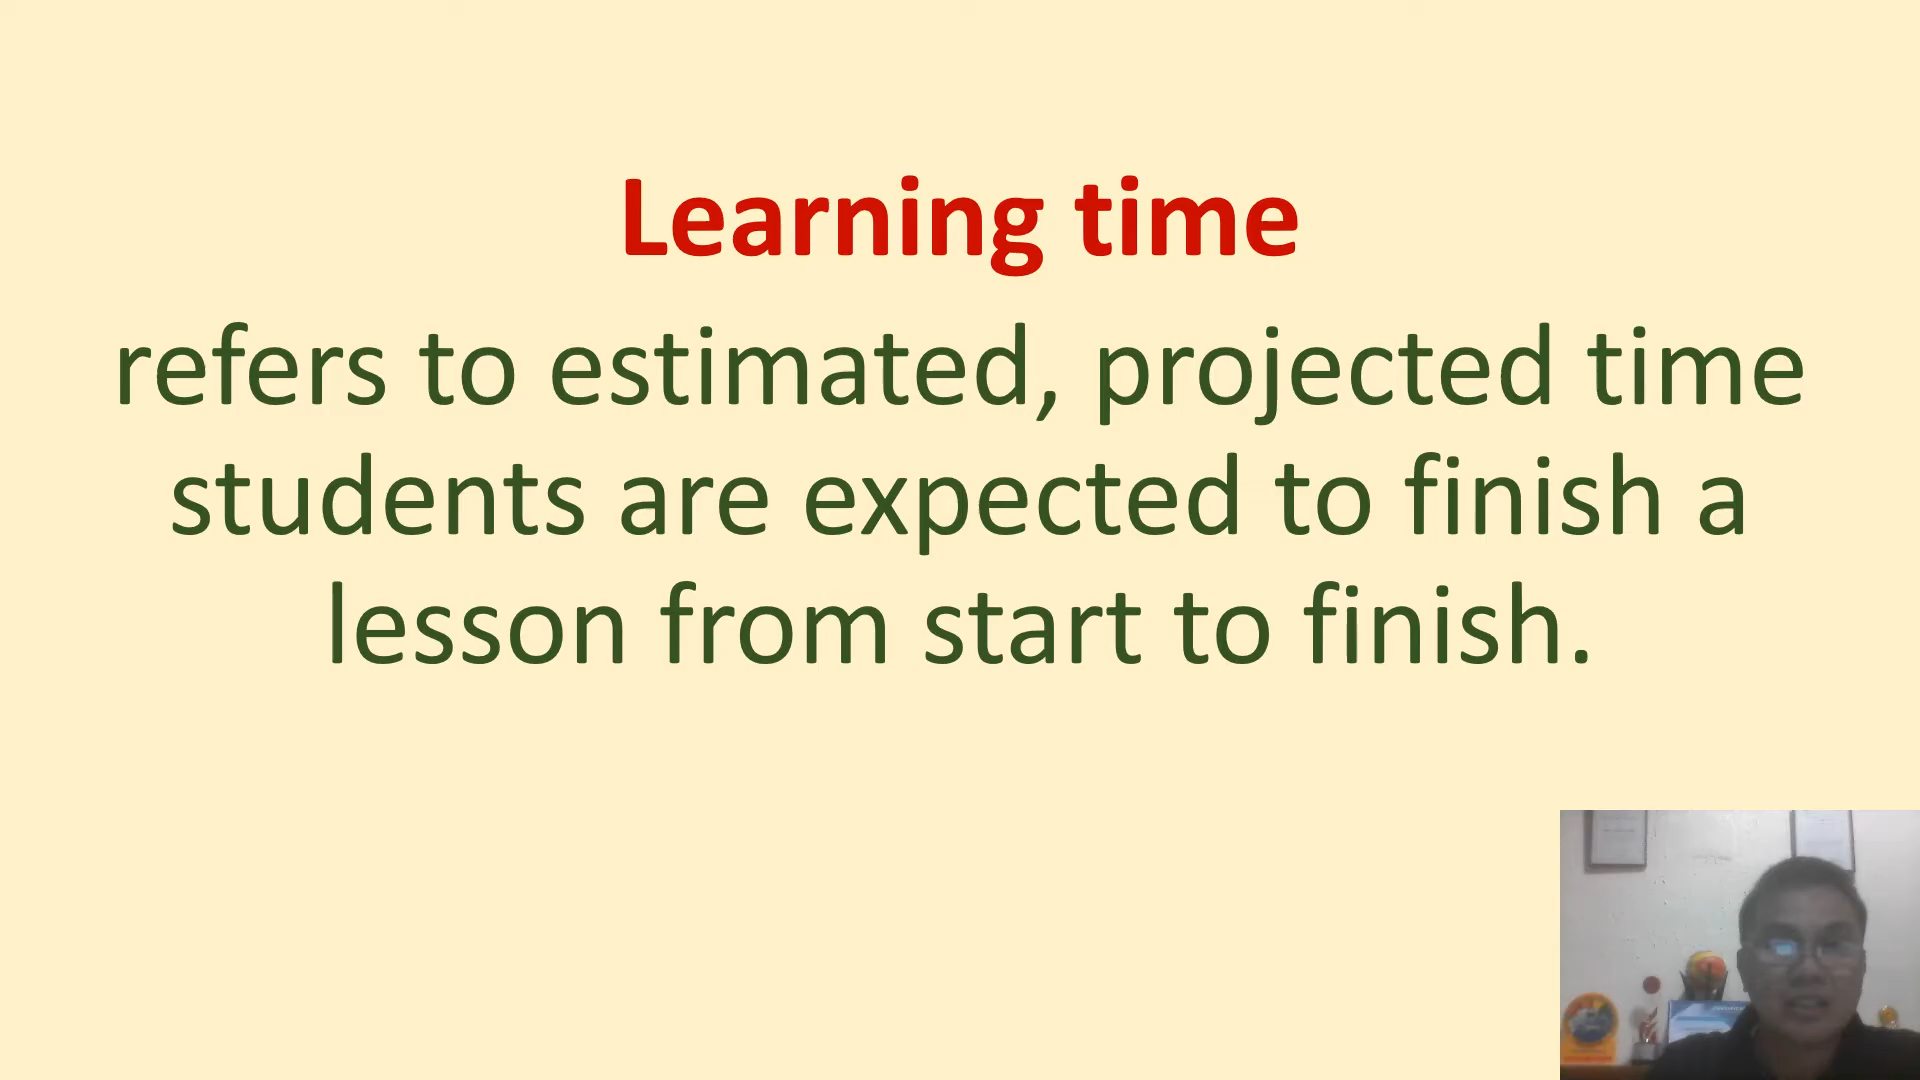 Learning time
refers to estimated, projected time
students are expected to finish a
lesson from start to finish.